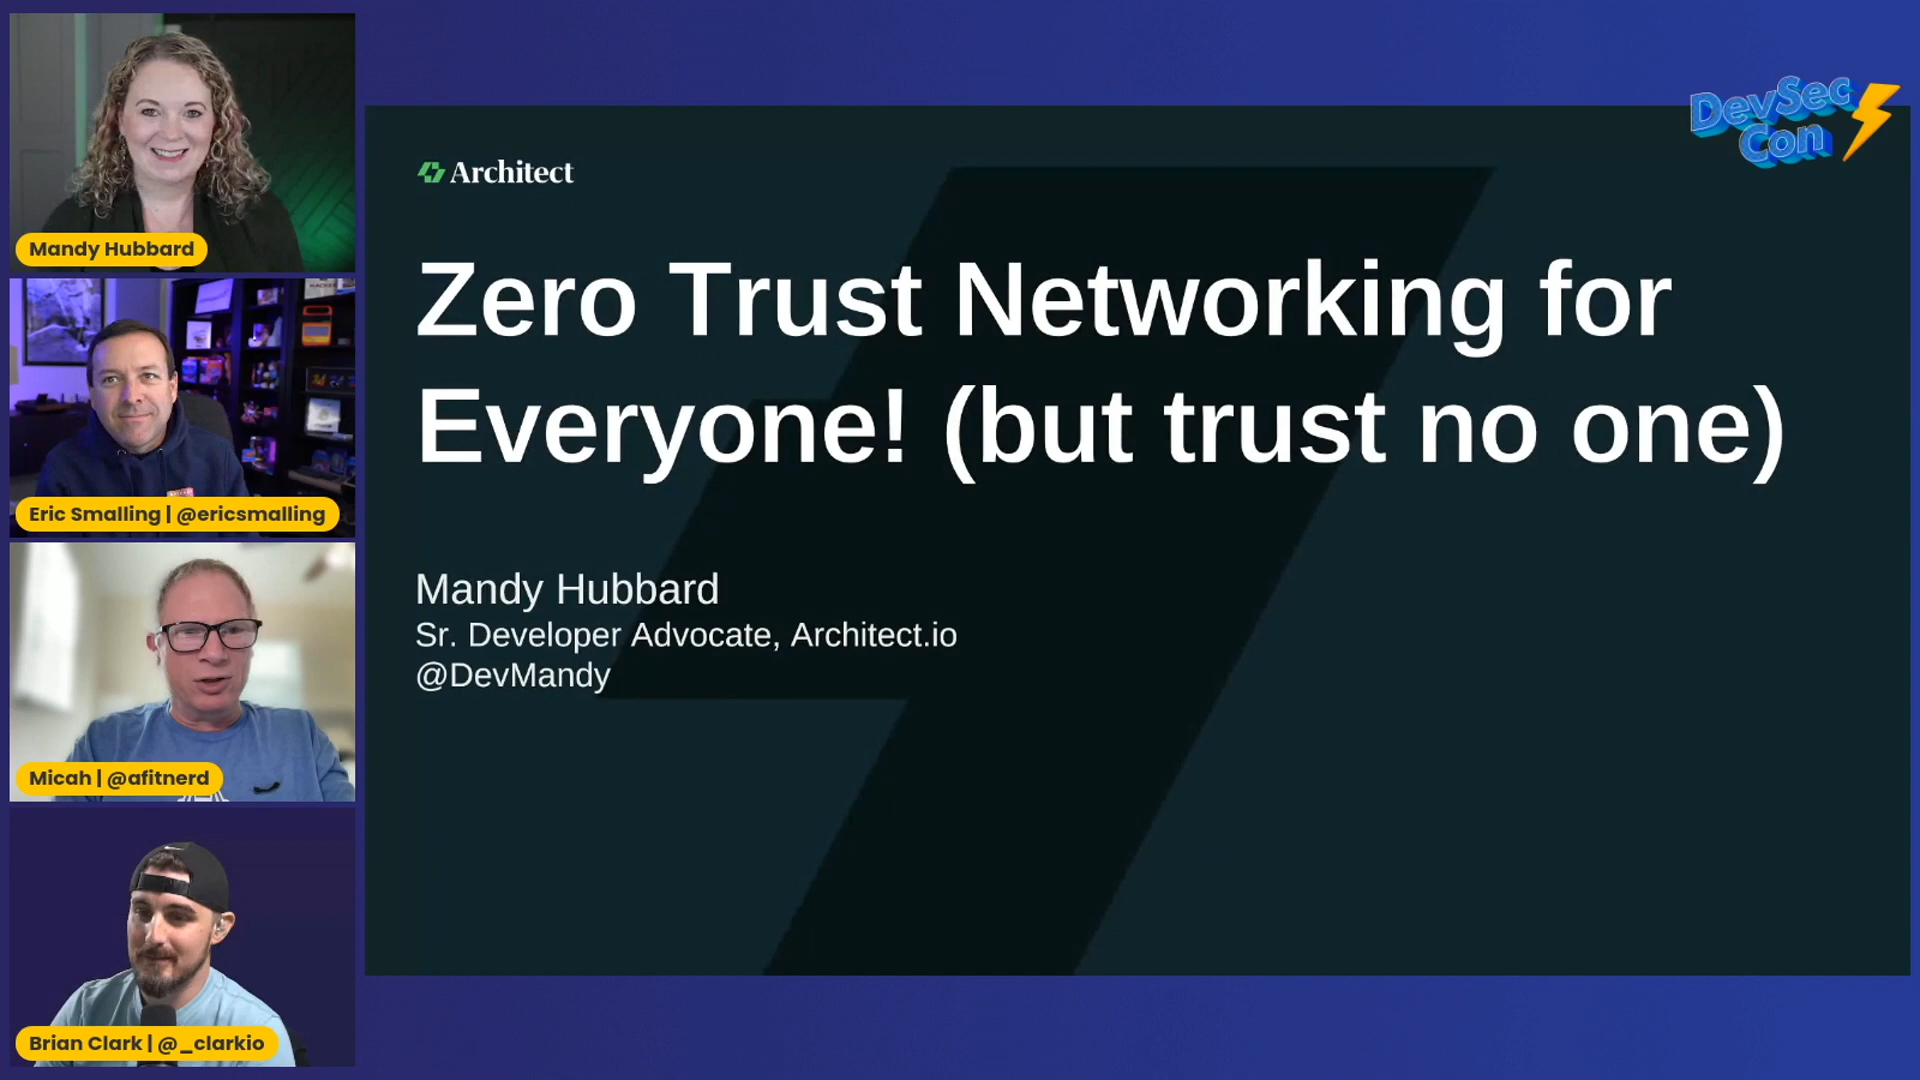 Mandy Hubbard
Eric Smalling | @ericsmalling
Micah | @afitnerd
Brian Clark | @_clarkio
Architect
Zero Trust Networking for
Everyone! (but trust no one)
Mandy Hubbard
Sr. Developer Advocate, Architect.io
@DevMandy
DevSec
Con